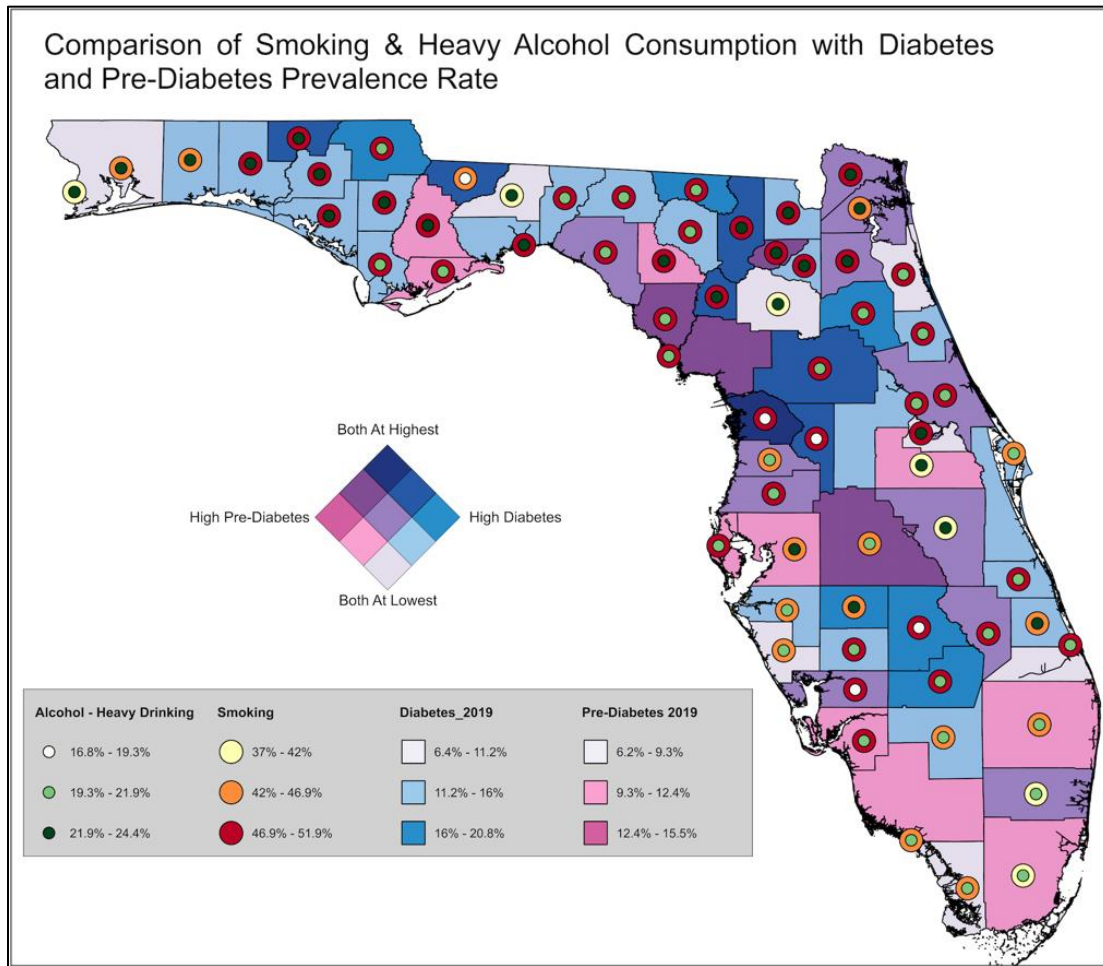 Comparison of Smoking & Heavy Alcohol Consumption with Diabetes
and Pre-Diabetes Prevalence Rate
Both At Highest
High Pre-Diabetes
High Diabetes
Both At Lowest
Alcohol - Heavy Drinking Smoking Diabetes_2019 Pre-Diabetes 2019
16.8% - 19.3% 37% - 42% 6.4% - 11.2% 6.2% - 9.3%
19.3% - 21.9% 42% - 46.9% 11.2% - 16% 9.3% - 12.4%
21.9% - 24.4% 46.9% - 51.9% 16% - 20.8% 12.4% - 15.5%